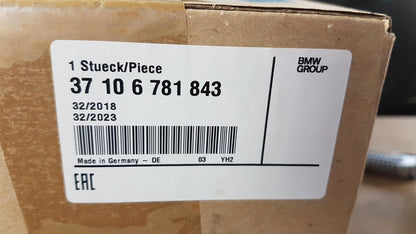 1 Stueck/Piece
BMW
GROUP
37 10 6 781 843
32/2018
32/2023
Made in Germany - DE 03 YH2
EAC